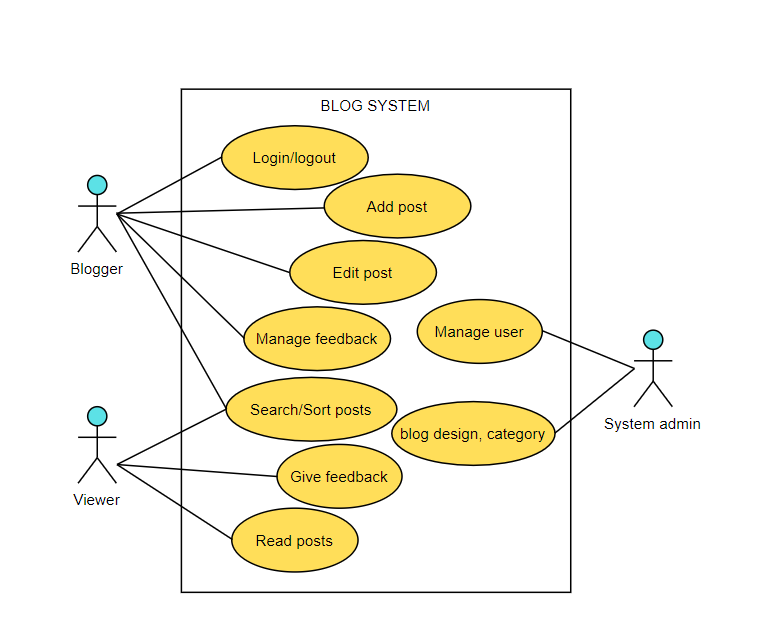 BLOG SYSTEM
Login/logout
Add post
Blogger
Edit post
Manage feedback
Manage user
System admin
Search/Sort posts
blog design, category
Viewer
Give feedback
Read posts